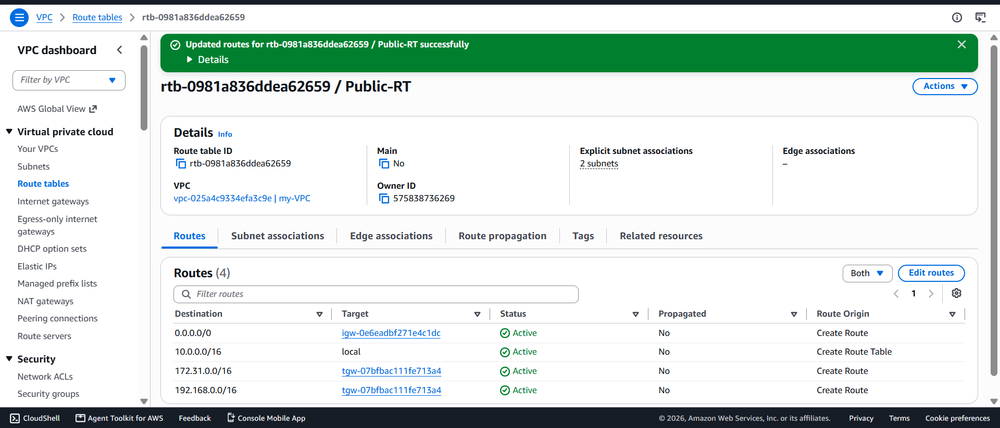 VPC
Route tables
rtb-0981a836ddea62659
VPC dashboard
Filter by VPC
AWS Global View
Virtual private cloud
Your VPCs
Subnets
Route tables
Internet gateways
Egress-only internet
gateways
DHCP option sets
Elastic IPs
Managed prefix lists
NAT gateways
Peering connections
Route servers
Security
Network ACLs
Security groups
Updated routes for rtb-0981a836ddea62659 / Public-RT successfully
Details
rtb-0981a836ddea62659 / Public-RT
Actions
Details Info
Route table ID
rtb-0981a836ddea62659
Main
No
Explicit subnet associations
2 subnets
Edge associations
–
VPC
vpc-025a4c9334efa3c9e | my-VPC
Owner ID
575838736269
Routes Subnet associations Edge associations Route propagation Tags Related resources
Routes (4)
Both
Edit routes
Filter routes
1
Destination Target Status Propagated Route Origin
0.0.0.0/0 igw-0e6eadbf271e4c1dc Active No Create Route
10.0.0.0/16 local Active No Create Route Table
172.31.0.0/16 tgw-07bfbac111fe713a4 Active No Create Route
192.168.0.0/16 tgw-07bfbac111fe713a4 Active No Create Route
CloudShell Agent Toolkit for AWS Feedback Console Mobile App © 2026, Amazon Web Services, Inc. or its affiliates. Privacy Terms Cookie preferences